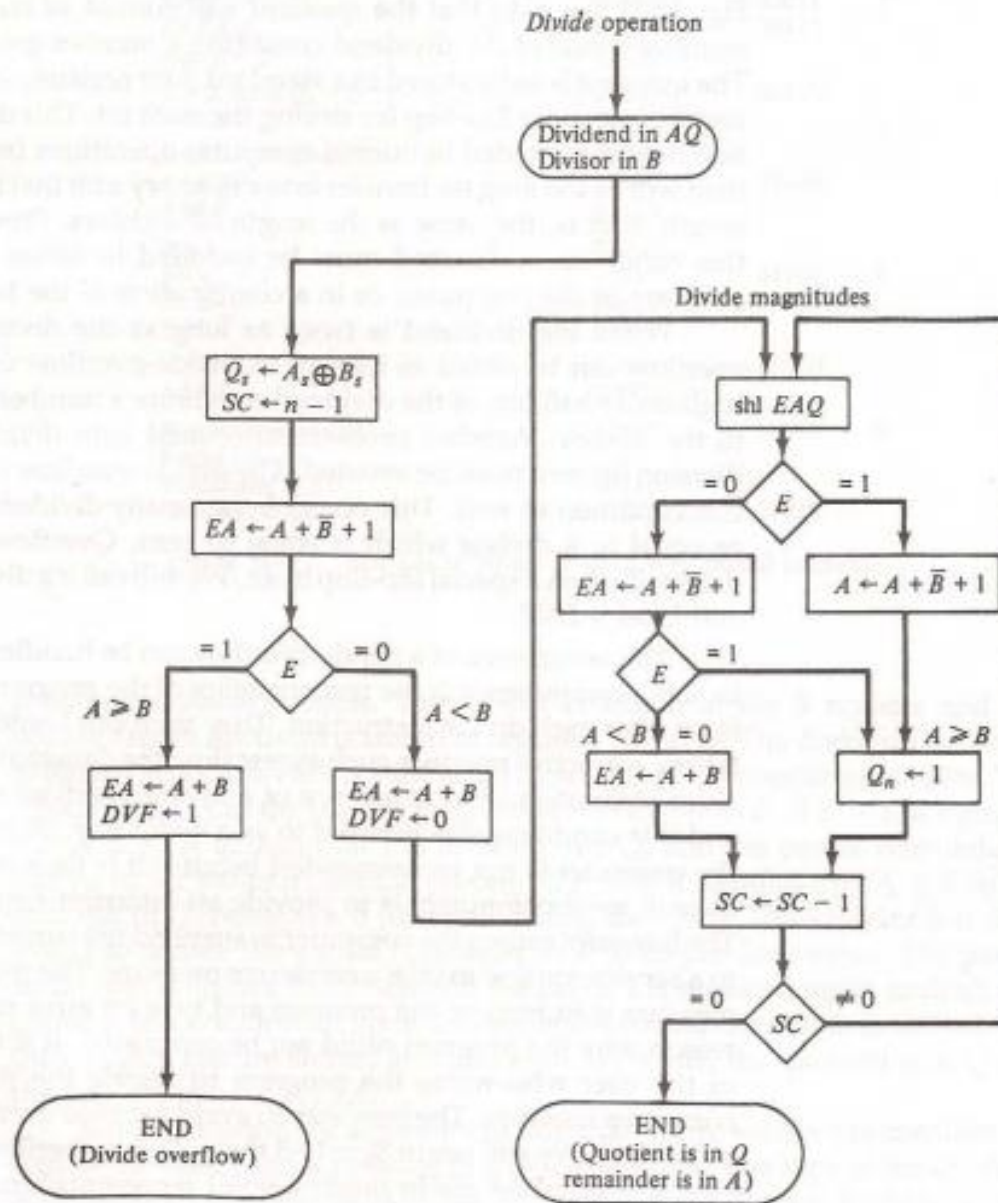 Divide operation
Dividend in AQ
Divisor in B
Divide magnitudes
Qs ← As ⊕ Bs
SC ← n − 1
shl EAQ
= 0
= 1
E
EA ← A + B̅ + 1
EA ← A + B̅ + 1
A ← A + B̅ + 1
= 1
= 0
E
E
= 1
A ⩾ B
A < B
A < B
= 0
A ⩾ B
EA ← A + B
DVF ← 1
EA ← A + B
DVF ← 0
EA ← A + B
Qn ← 1
SC ← SC − 1
= 0
≠ 0
SC
END
(Divide overflow)
END
(Quotient is in Q
remainder is in A)